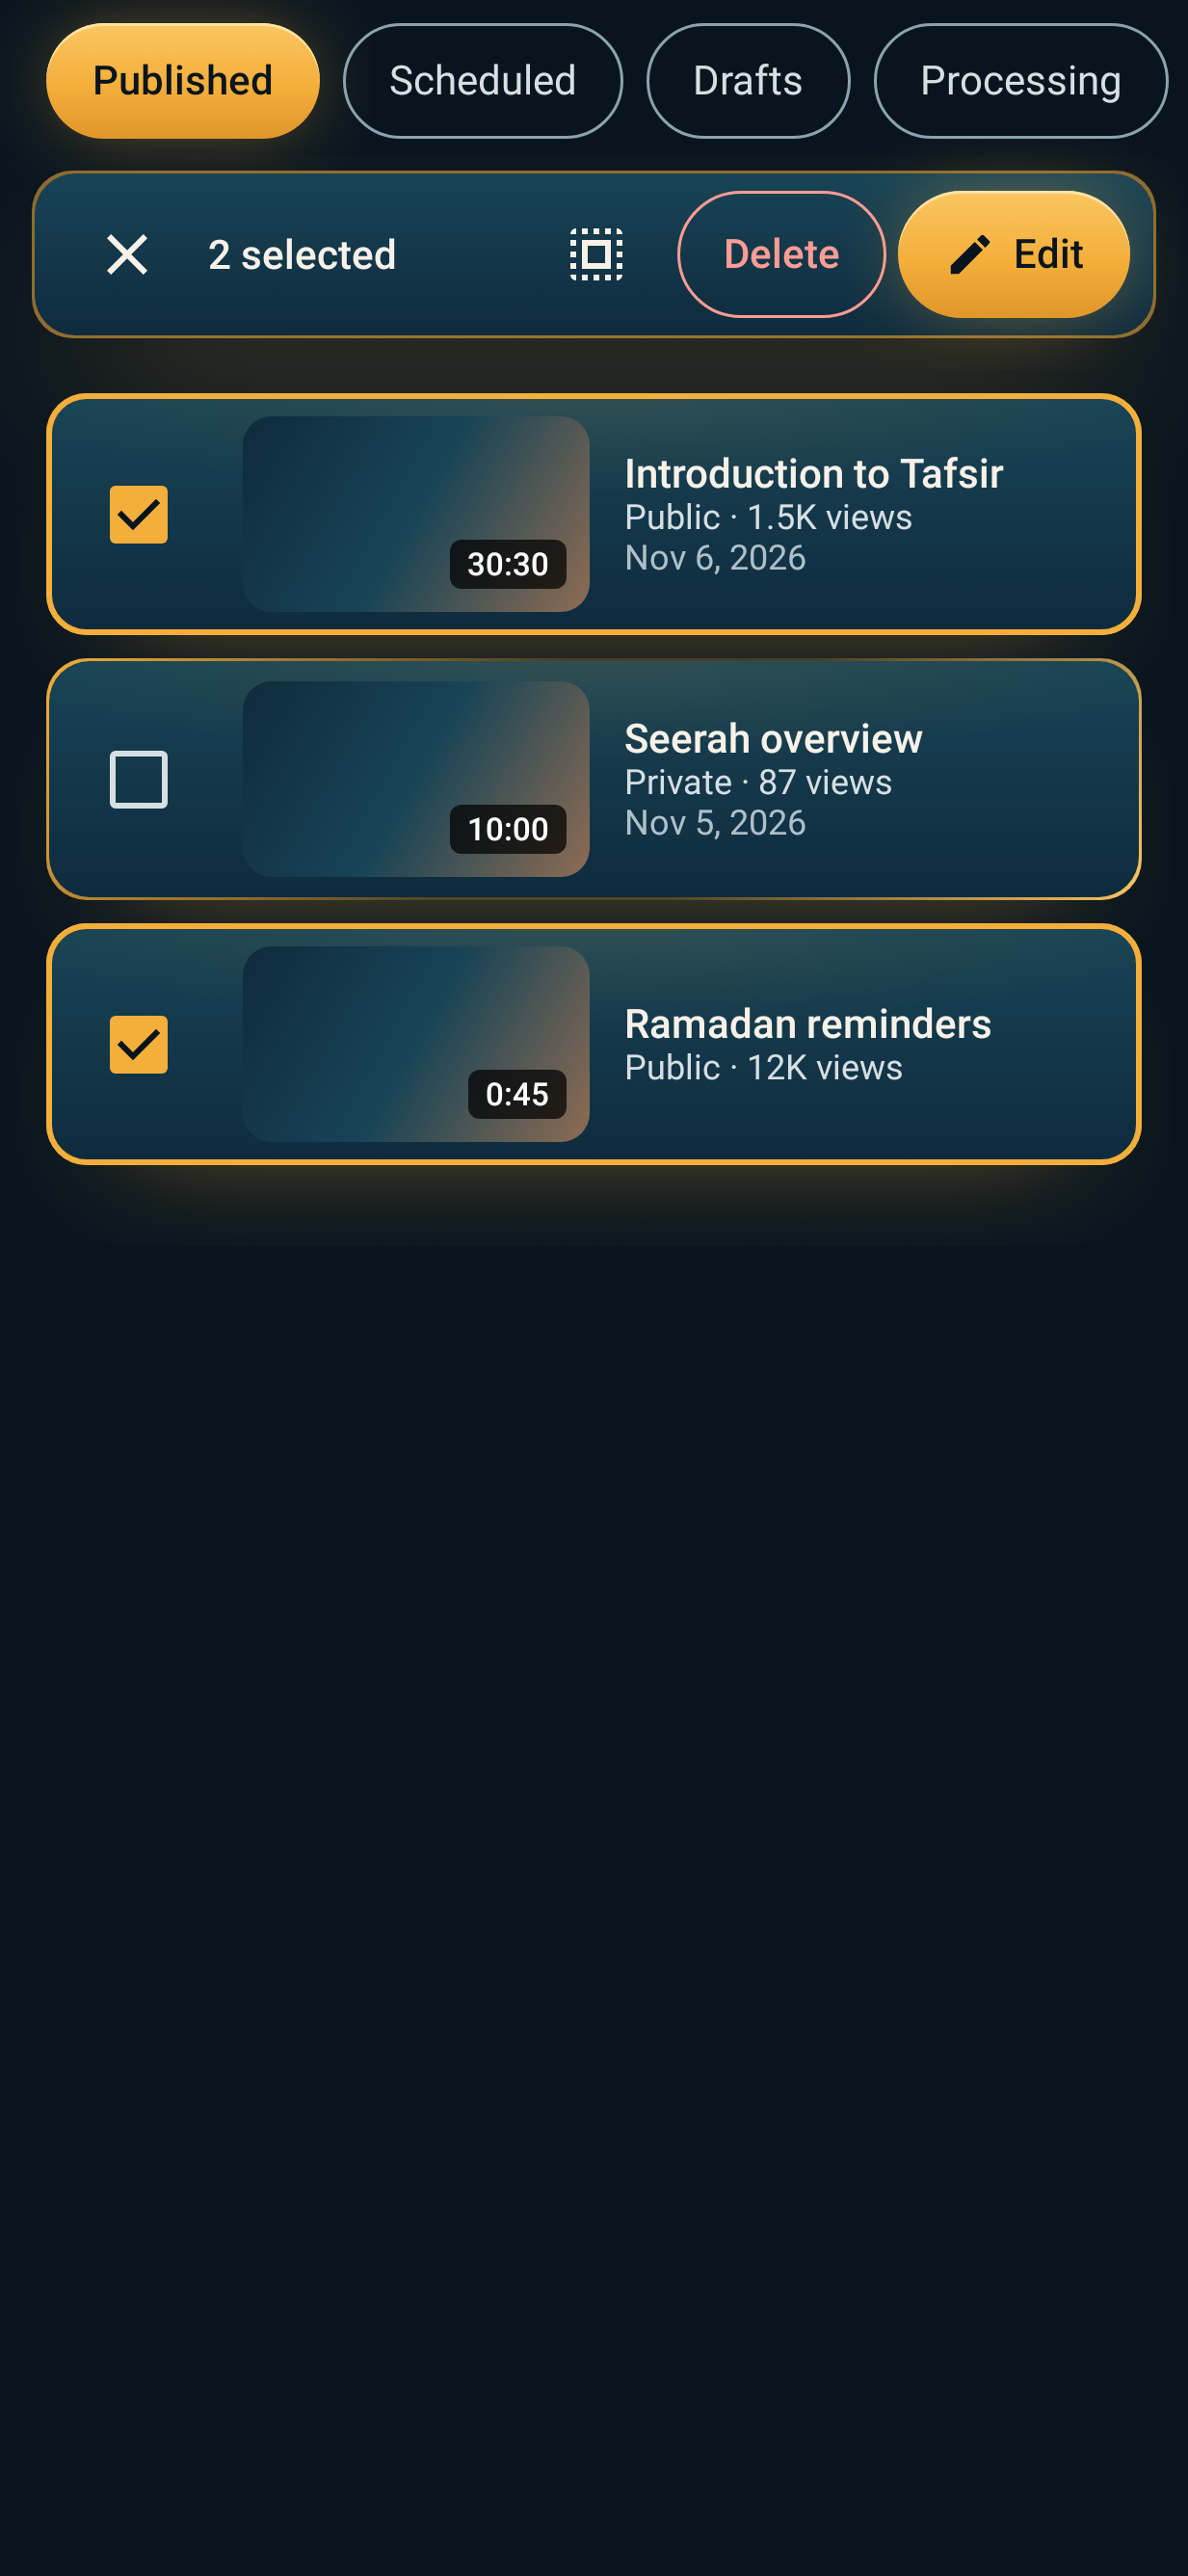 Published
Scheduled
Drafts
Processing
2 selected
Delete
Edit
30:30
Introduction to Tafsir
Public · 1.5K views
Nov 6, 2026
10:00
Seerah overview
Private · 87 views
Nov 5, 2026
0:45
Ramadan reminders
Public · 12K views